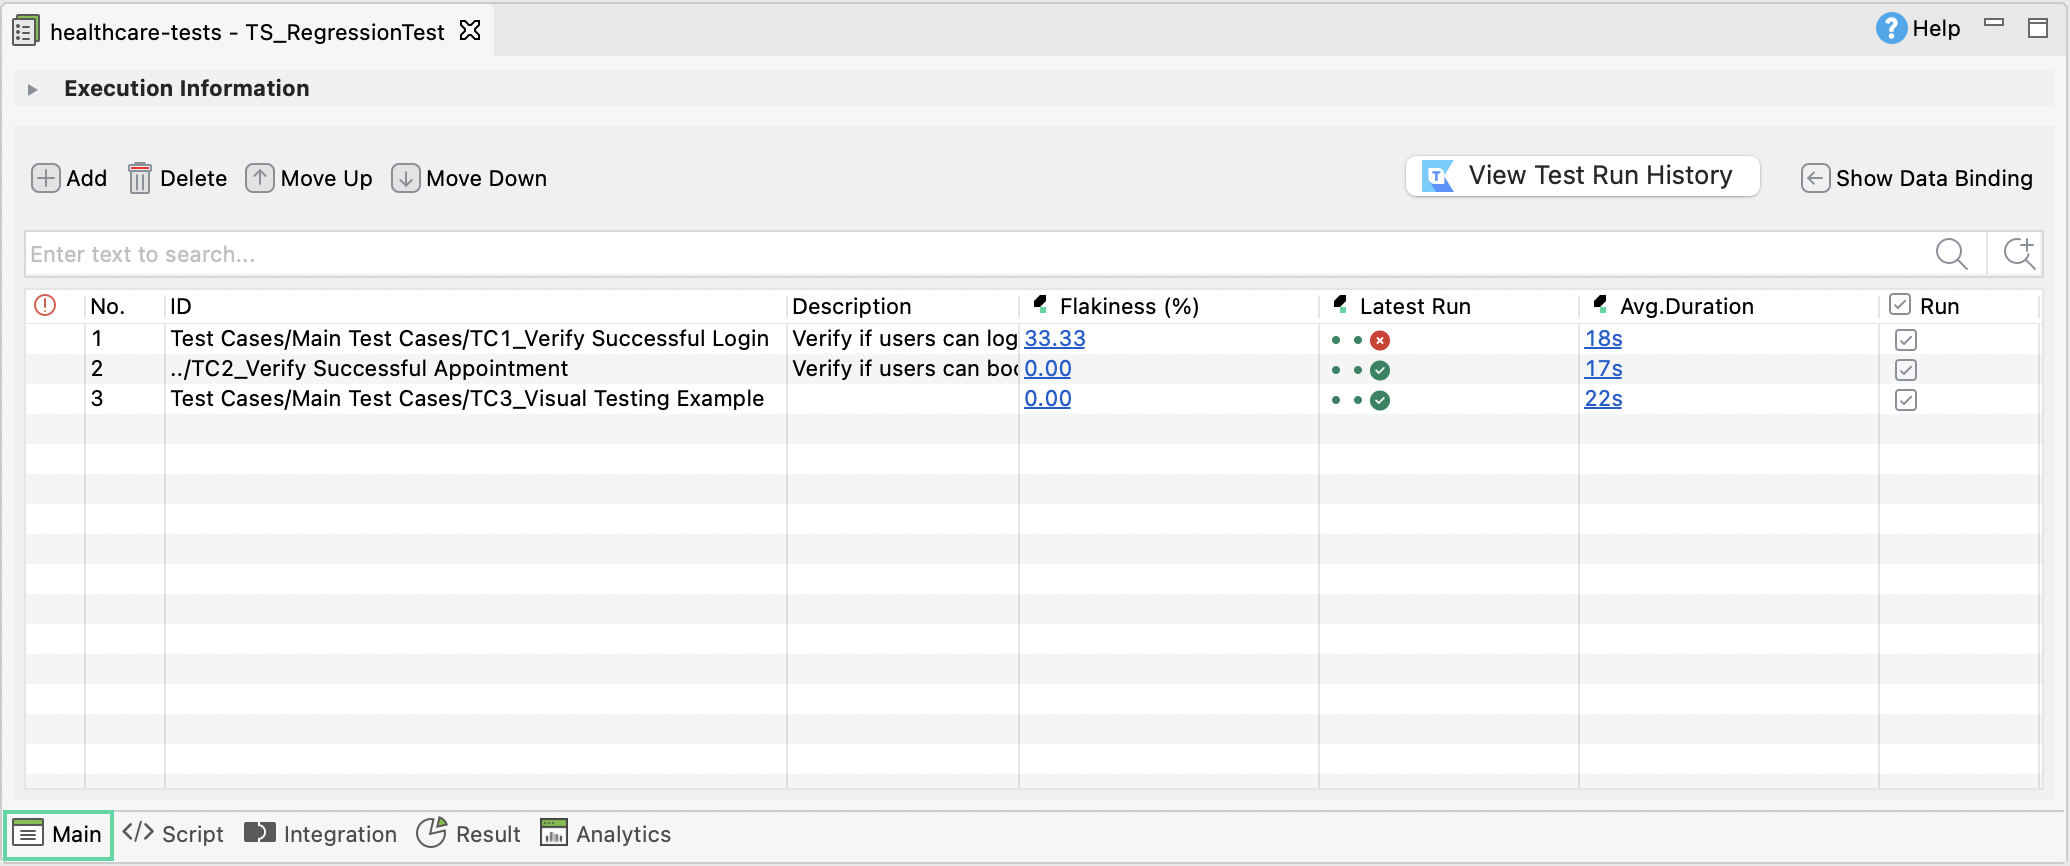 healthcare-tests - TS_RegressionTest Help
Execution Information
Add Delete Move Up Move Down View Test Run History Show Data Binding
Enter text to search...
No. ID Description Flakiness (%) Latest Run Avg.Duration Run
1 Test Cases/Main Test Cases/TC1_Verify Successful Login Verify if users can log 33.33 18s
2 ../TC2_Verify Successful Appointment Verify if users can boo 0.00 17s
3 Test Cases/Main Test Cases/TC3_Visual Testing Example 0.00 22s
Main Script Integration Result Analytics